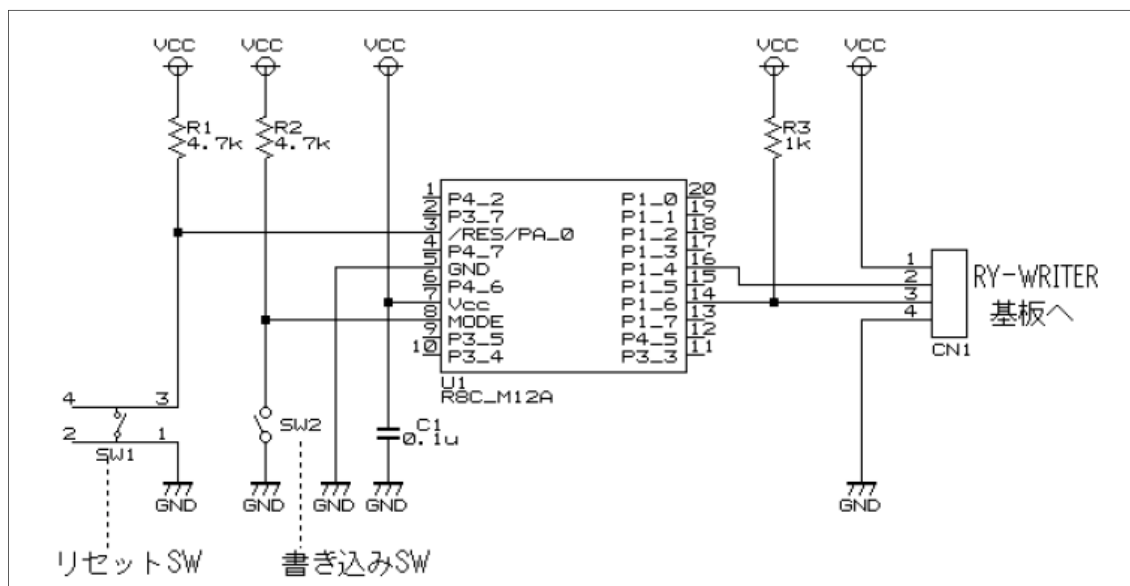 VCC VCC VCC VCC VCC
R1
4.7k
R2
4.7k
R3
1k
1 P4_2
2 P3_7
3 /RES/PA_0
4 P4_7
5 GND
6 P4_6
7 Vcc
8 MODE
9 P3_5
10 P3_4
P1_0 20
P1_1 19
P1_2 18
P1_3 17
P1_4 16
P1_5 15
P1_6 14
P1_7 13
P4_5 12
P3_3 11
U1
R8C_M12A
1
2
3
4
CN1
RY-WRITER
基板へ
4 3
2 1
SW1
SW2
C1
0.1u
GND GND GND GND GND
リセットSW
書き込みSW